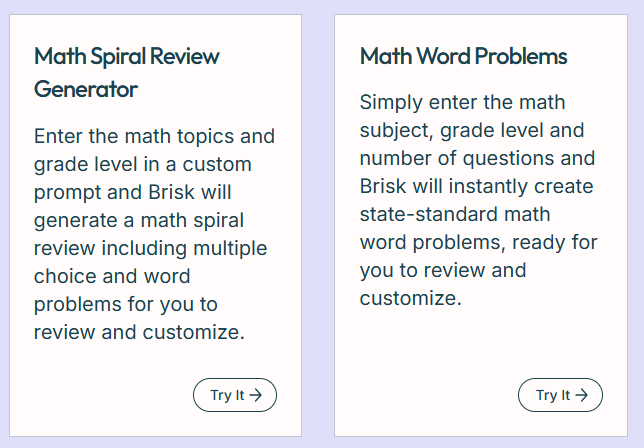 Math Spiral Review
Generator
Enter the math topics and
grade level in a custom
prompt and Brisk will
generate a math spiral
review including multiple
choice and word
problems for you to
review and customize.
Try It →
Math Word Problems
Simply enter the math
subject, grade level and
number of questions and
Brisk will instantly create
state-standard math
word problems, ready for
you to review and
customize.
Try It →